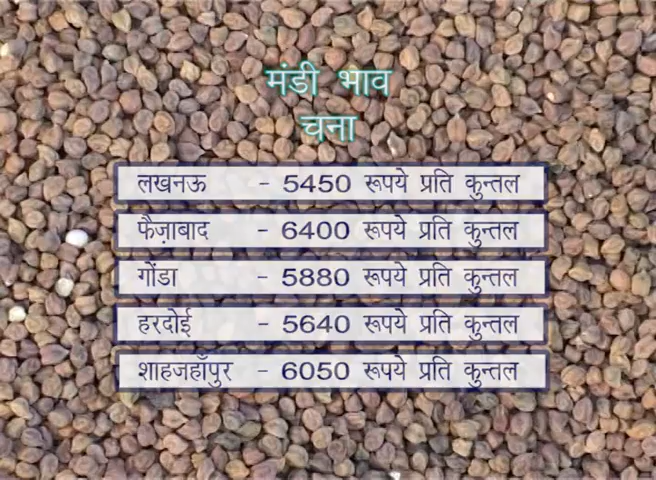 मंडी भाव
चना
लखनऊ - 5450 रूपये प्रति कुन्तल
फैज़ाबाद - 6400 रूपये प्रति कुन्तल
गोंडा - 5880 रूपये प्रति कुन्तल
हरदोई - 5640 रूपये प्रति कुन्तल
शाहजहाँपुर - 6050 रूपये प्रति कुन्तल